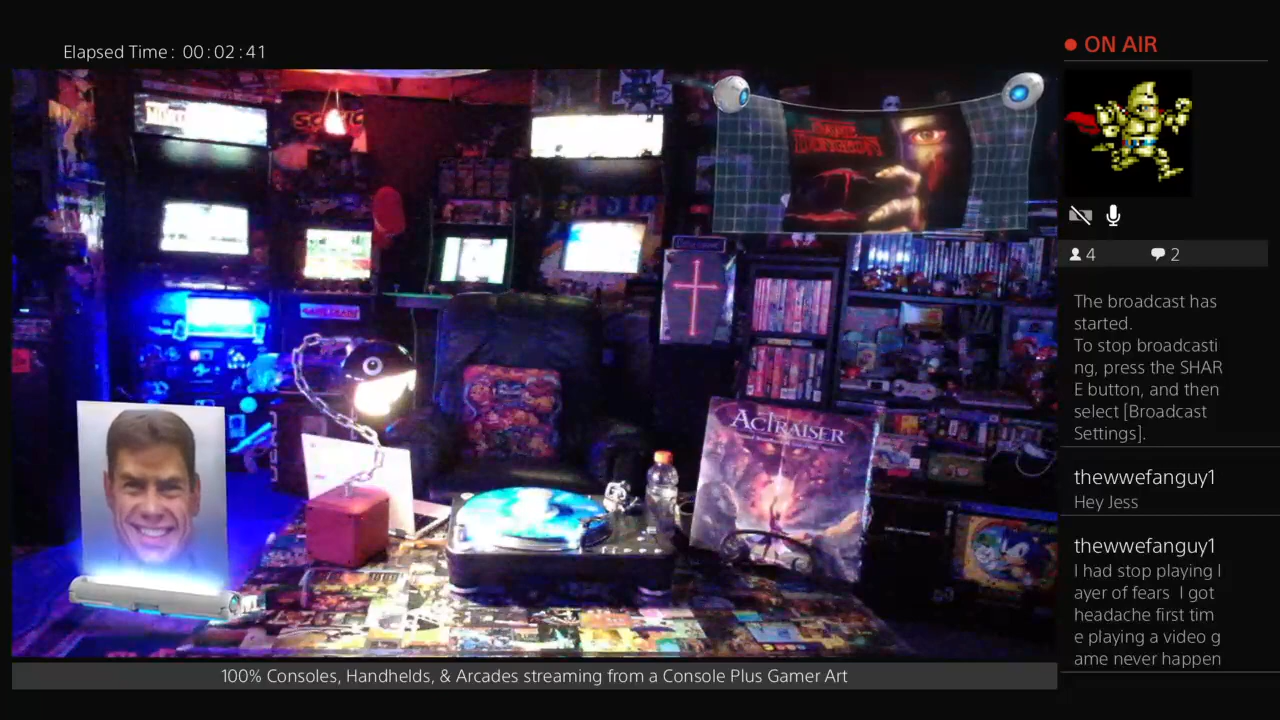 Elapsed Time: 00:02:41
ON AIR
4
2
The broadcast has
started.
To stop broadcasti
ng, press the SHAR
E button, and then
select [Broadcast
Settings].
thewwefanguy1
Hey Jess
thewwefanguy1
I had stop playing l
ayer of fears I got
headache first tim
e playing a video g
ame never happen
ACTRAISER
100% Consoles, Handhelds, & Arcades streaming from a Console Plus Gamer Art